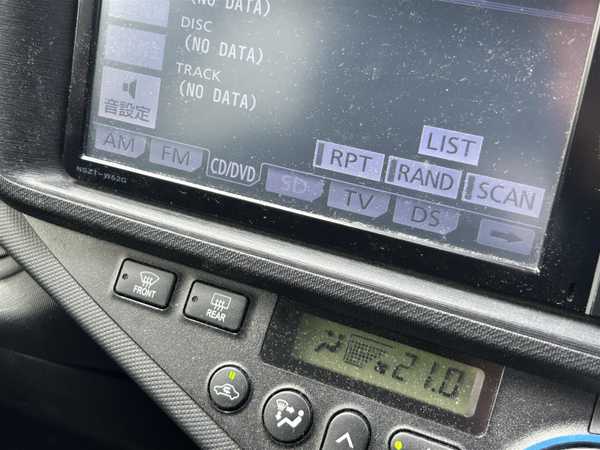 (NO DATA)
DISC
(NO DATA)
TRACK
(NO DATA)
音設定
LIST
RPT
RAND
SCAN
AM
FM
CD/DVD
SD
TV
DS
NSZT-W62G
FRONT
REAR
21.0